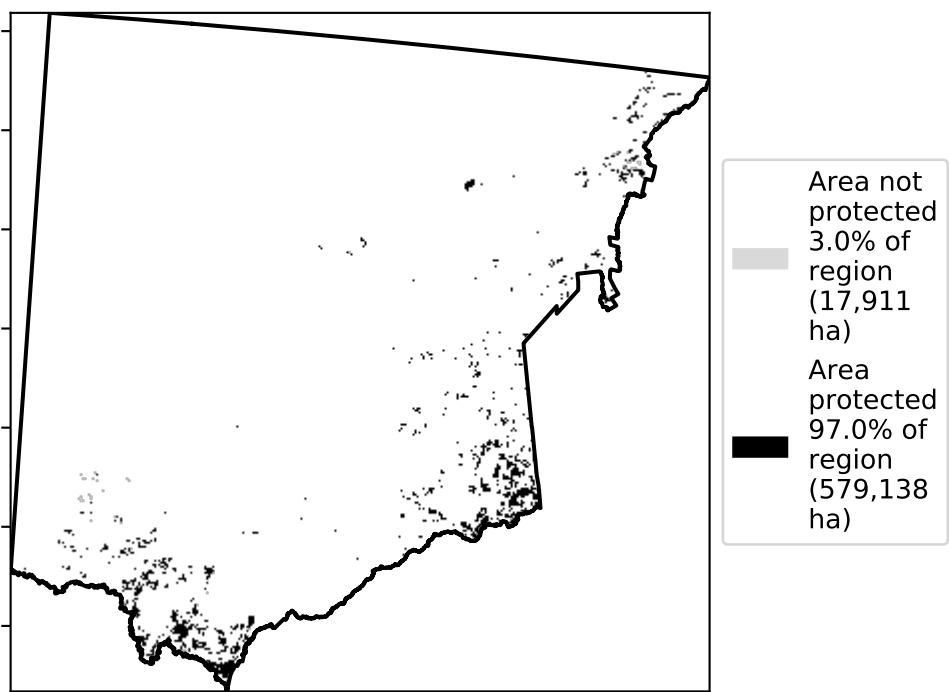 Area not
protected
3.0% of
region
(17,911
ha)
Area
protected
97.0% of
region
(579,138
ha)